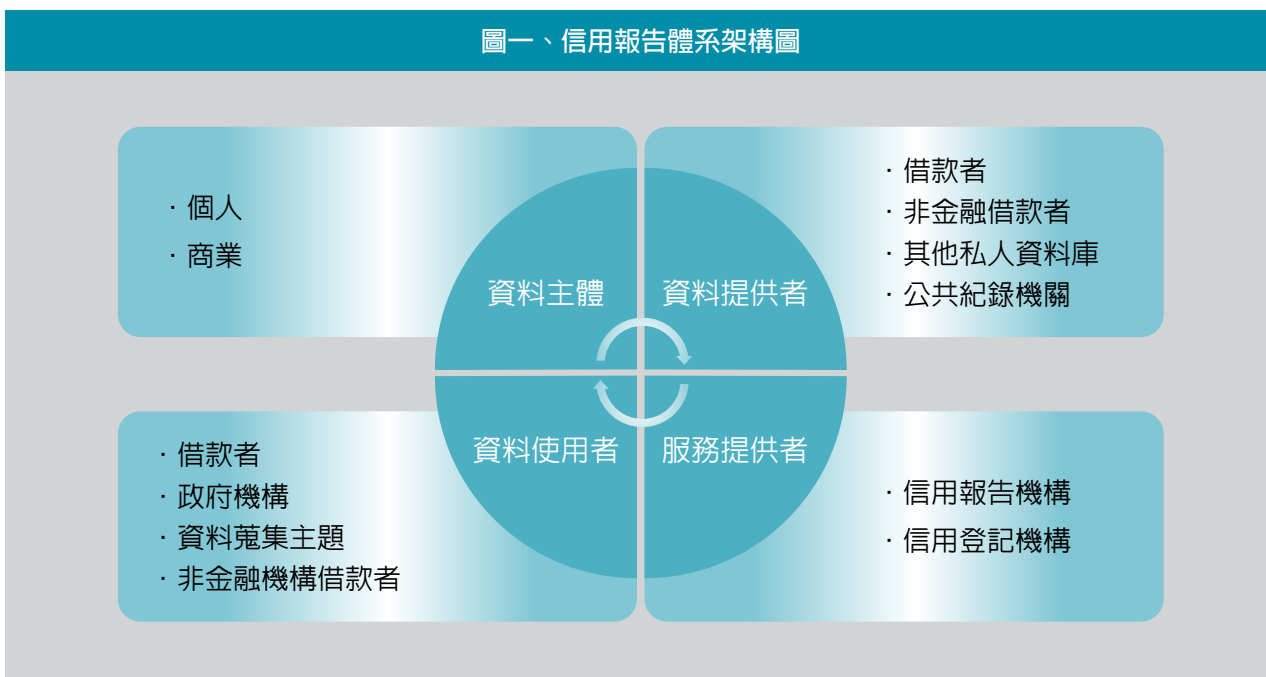 圖一、信用報告體系架構圖
·個人
·商業
·借款者
·非金融借款者
·其他私人資料庫
·公共紀錄機關
資料主體
資料提供者
資料使用者
服務提供者
·借款者
·政府機構
·資料蒐集主題
·非金融機構借款者
·信用報告機構
·信用登記機構